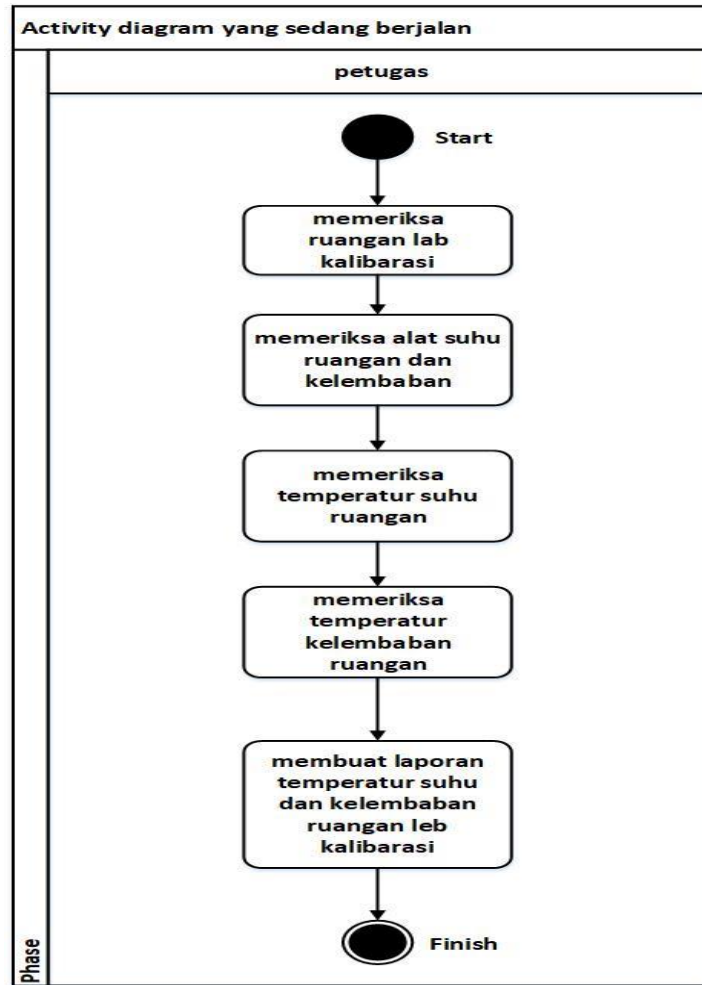 Activity diagram yang sedang berjalan
petugas
Start
memeriksa
ruangan lab
kalibarasi
memeriksa alat suhu
ruangan dan
kelembaban
memeriksa
temperatur suhu
ruangan
memeriksa
temperatur
kelembaban
ruangan
membuat laporan
temperatur suhu
dan kelembaban
ruangan leb
kalibarasi
Finish
Phase